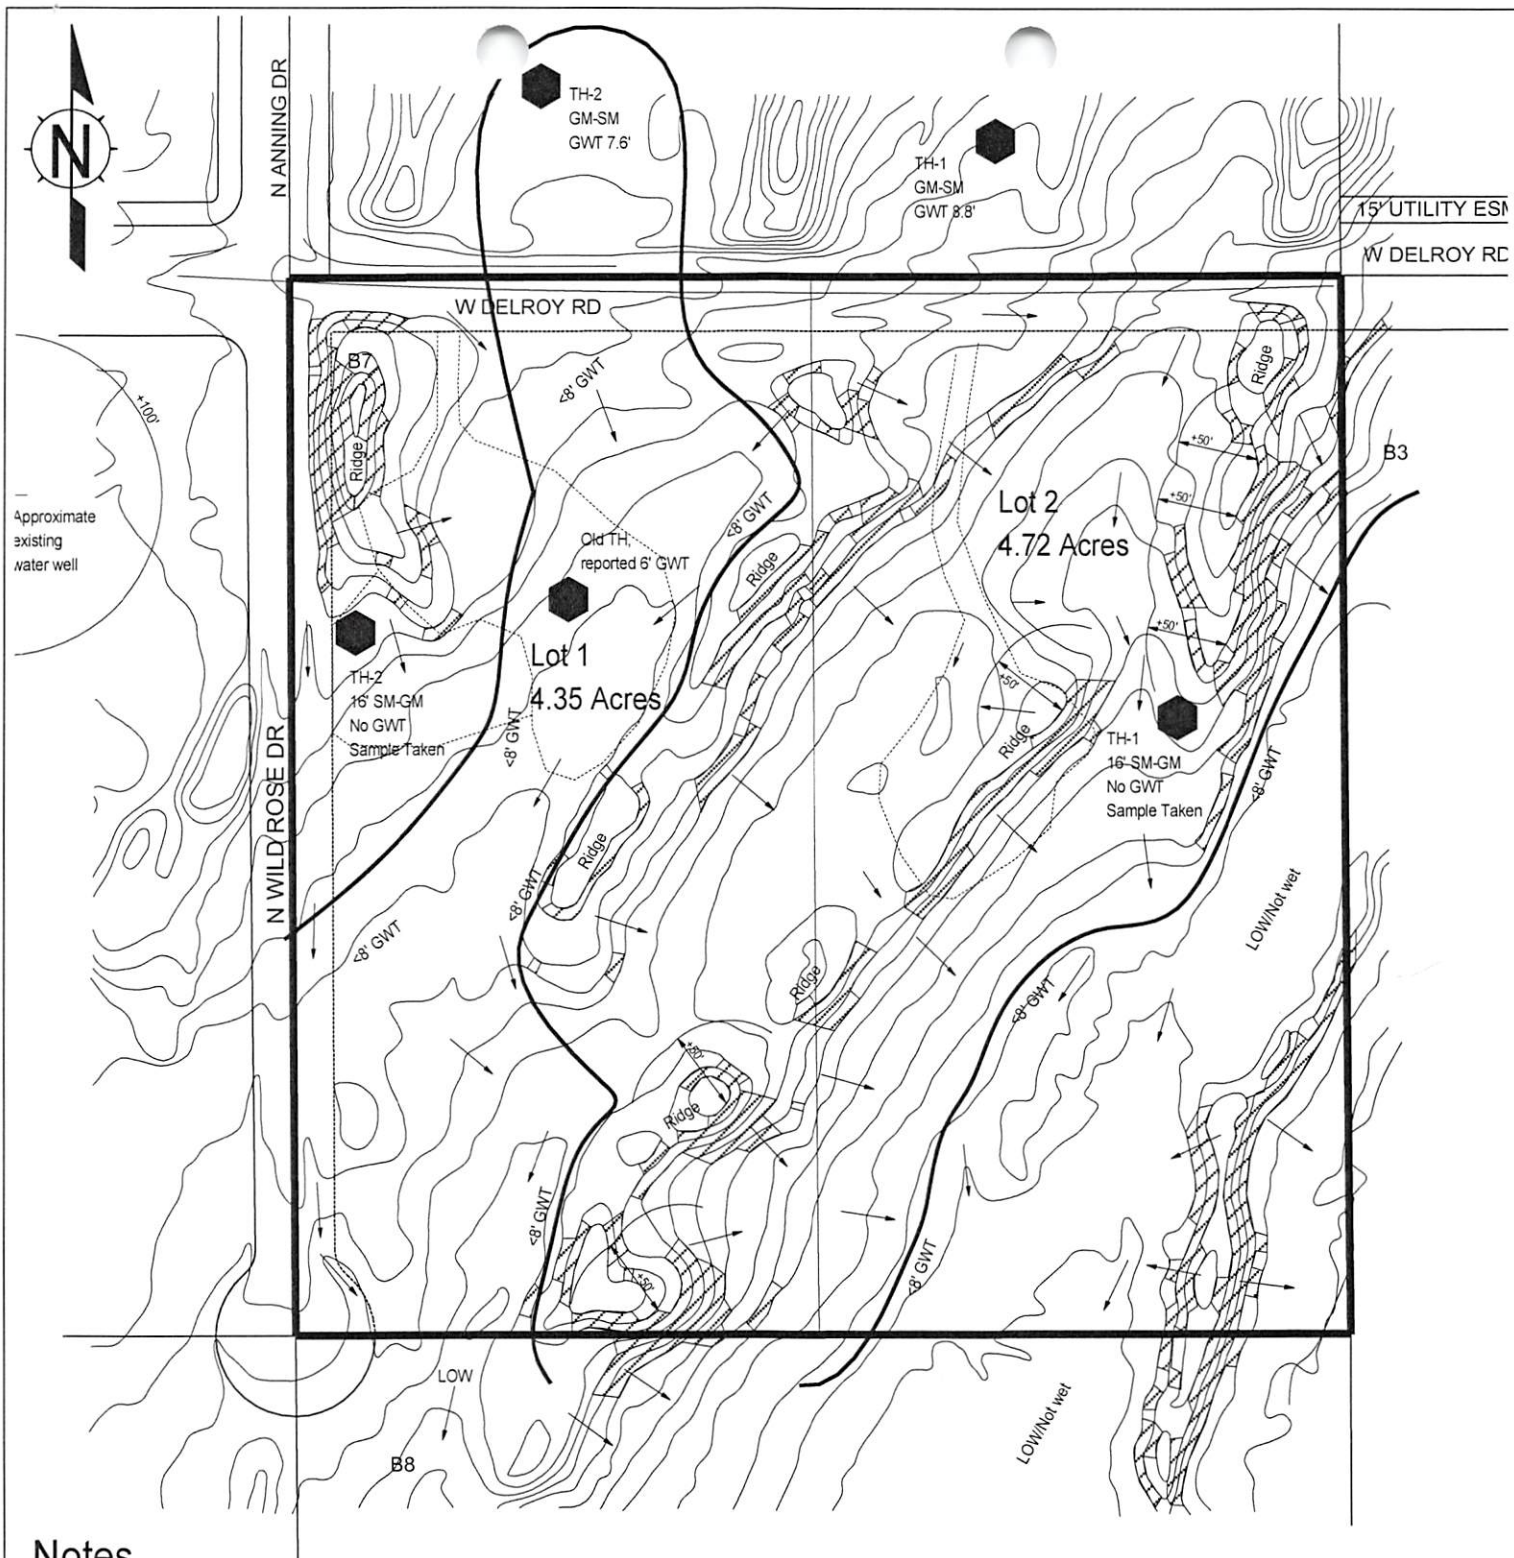 N
N ANNING DR
TH-2
GM-SM
GWT 7.6'
TH-1
GM-SM
GWT 8.8'
15' UTILITY ESM
W DELROY RD
W DELROY RD
B7
Ridge
+100'
Approximate
existing
water well
<8' GWT
<8' GWT
Old TH,
reported 6' GWT
Ridge
Lot 1
4.35 Acres
TH-2
16' SM-GM
No GWT
Sample Taken
<8' GWT
Ridge
+50'
B3
+50'
Lot 2
4.72 Acres
+50'
+50'
Ridge
TH-1
16' SM-GM
No GWT
Sample Taken
<8' GWT
N WILD ROSE DR
Ridge
<8' GWT
<8' GWT
LOW/Not wet
Ridge
<8' GWT
+50'
Ridge
<8' GWT
<8' GWT
+50'
LOW
LOW/Not wet
B8
Notes